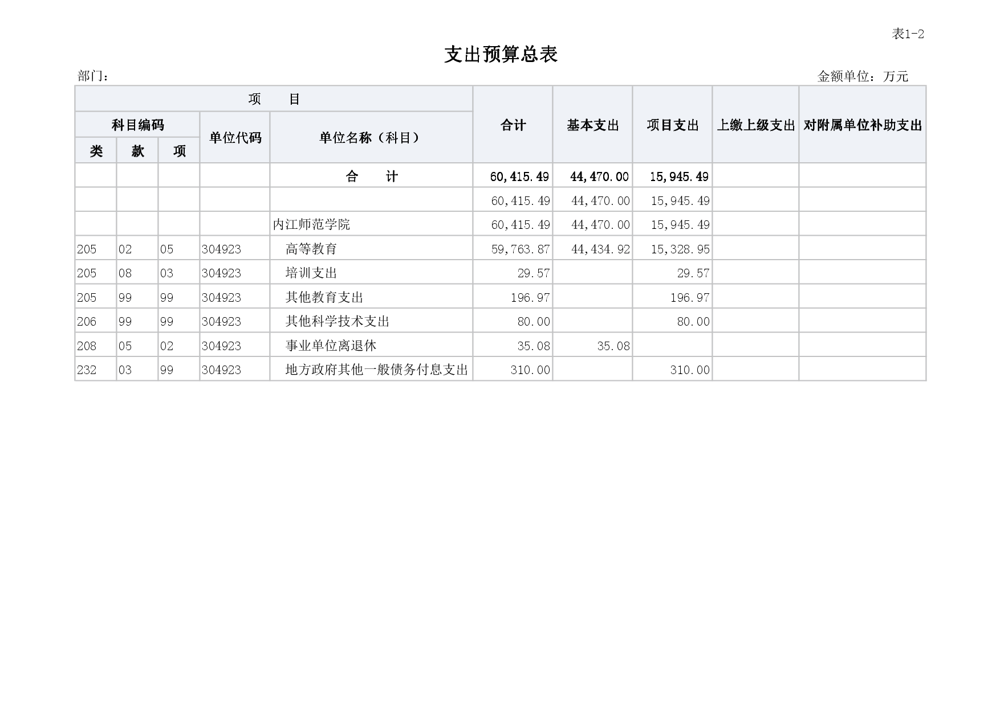 表1-2
支出预算总表
部门：
金额单位：万元
项　　目 合计 基本支出 项目支出 上缴上级支出 对附属单位补助支出
科目编码 单位代码 单位名称（科目）
类 款 项
合　　计 60,415.49 44,470.00 15,945.49
60,415.49 44,470.00 15,945.49
内江师范学院 60,415.49 44,470.00 15,945.49
205 02 05 304923 高等教育 59,763.87 44,434.92 15,328.95
205 08 03 304923 培训支出 29.57 29.57
205 99 99 304923 其他教育支出 196.97 196.97
206 99 99 304923 其他科学技术支出 80.00 80.00
208 05 02 304923 事业单位离退休 35.08 35.08
232 03 99 304923 地方政府其他一般债务付息支出 310.00 310.00